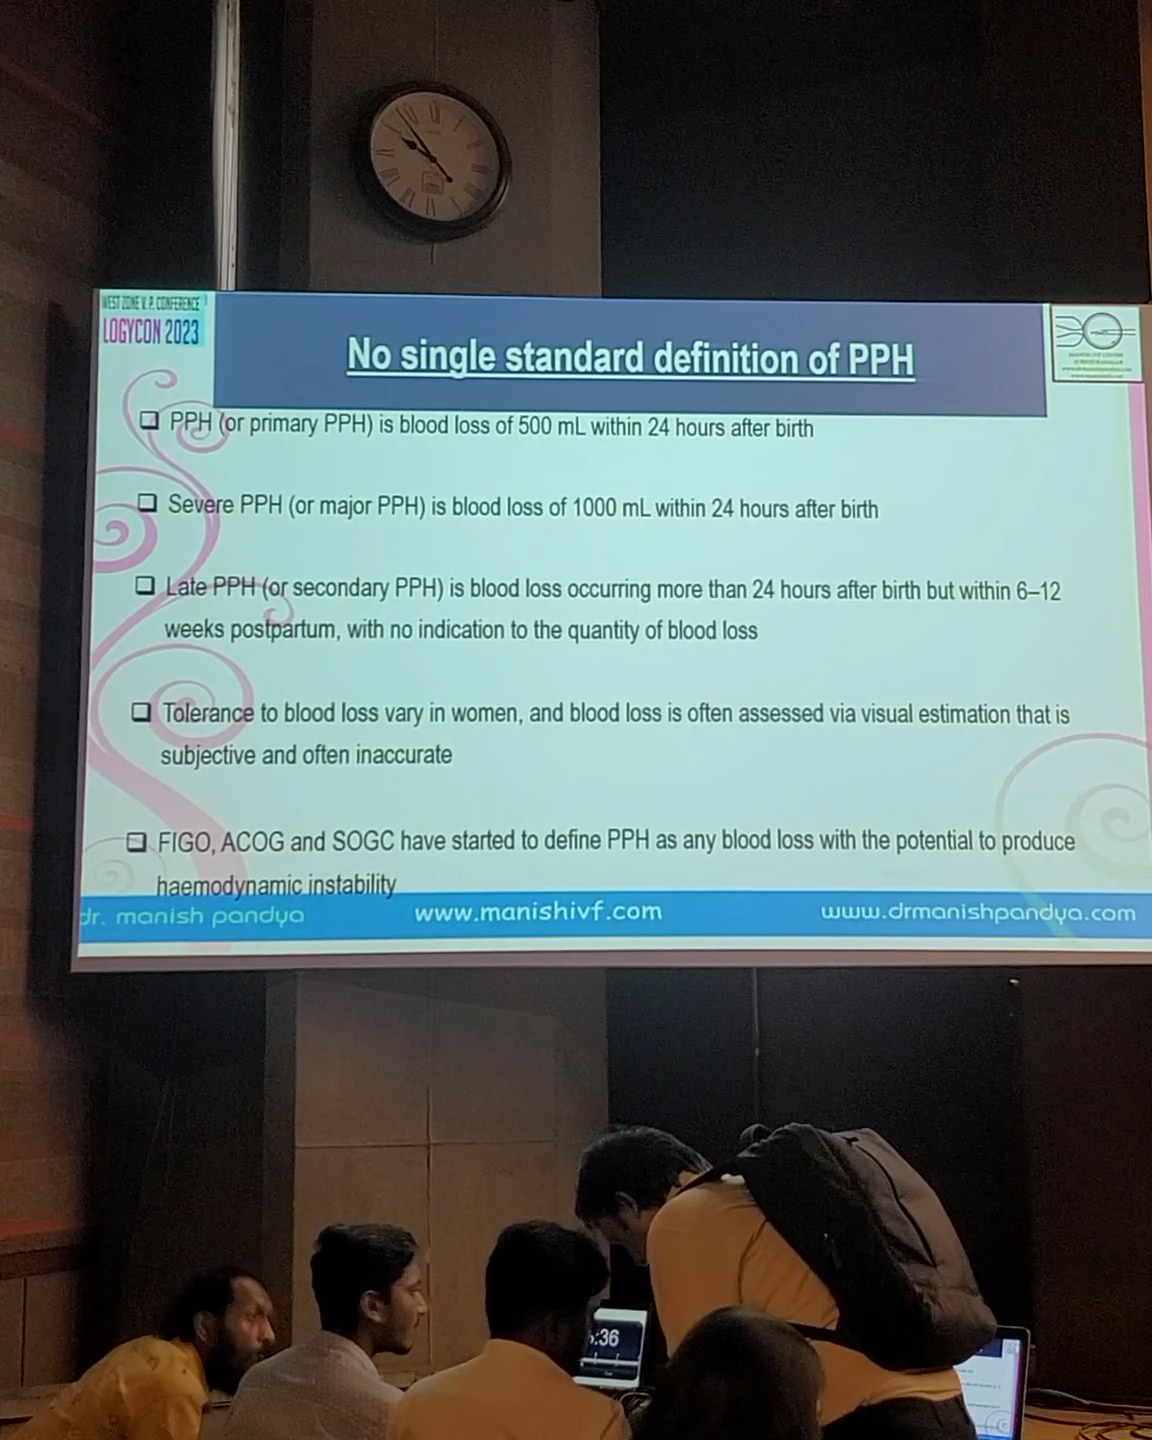 WEST ZONE Y. P. CONFERENCE
LOGYCON 2023
No single standard definition of PPH
PPH (or primary PPH) is blood loss of 500 mL within 24 hours after birth
Severe PPH (or major PPH) is blood loss of 1000 mL within 24 hours after birth
Late PPH (or secondary PPH) is blood loss occurring more than 24 hours after birth but within 6–12
weeks postpartum, with no indication to the quantity of blood loss
Tolerance to blood loss vary in women, and blood loss is often assessed via visual estimation that is
subjective and often inaccurate
FIGO, ACOG and SOGC have started to define PPH as any blood loss with the potential to produce
haemodynamic instability
dr. manish pandya
www.manishivf.com
www.drmanishpandya.com
:36